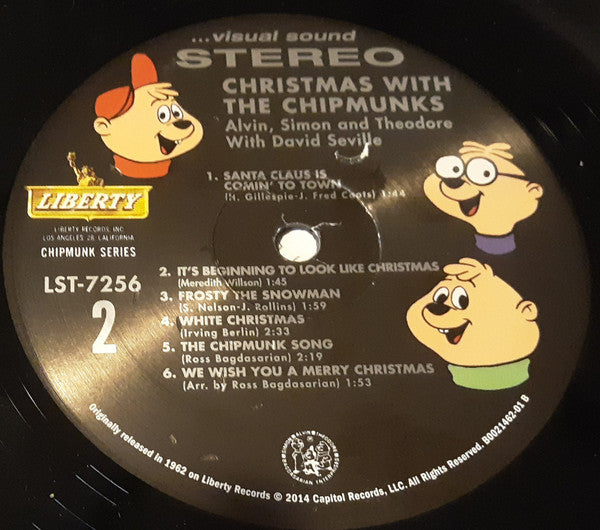 ...visual sound
STEREO
CHRISTMAS WITH
THE CHIPMUNKS
Alvin, Simon and Theodore
With David Seville
1. SANTA CLAUS IS
COMIN' TO TOWN
(H. Gillespie-J. Fred Coots) 1:44
LIBERTY
LIBERTY RECORDS, INC.
LOS ANGELES 28, CALIFORNIA
CHIPMUNK SERIES
LST-7256
2
2. IT'S BEGINNING TO LOOK LIKE CHRISTMAS
(Meredith Willson) 1:45
3. FROSTY THE SNOWMAN
(S. Nelson-J. Rollins) 1:59
4. WHITE CHRISTMAS
(Irving Berlin) 2:33
5. THE CHIPMUNK SONG
(Ross Bagdasarian) 2:19
6. WE WISH YOU A MERRY CHRISTMAS
(Arr. by Ross Bagdasarian) 1:53
Originally released in 1962 on Liberty Records © 2014 Capitol Records, LLC. All Rights Reserved. B0021462-01 B